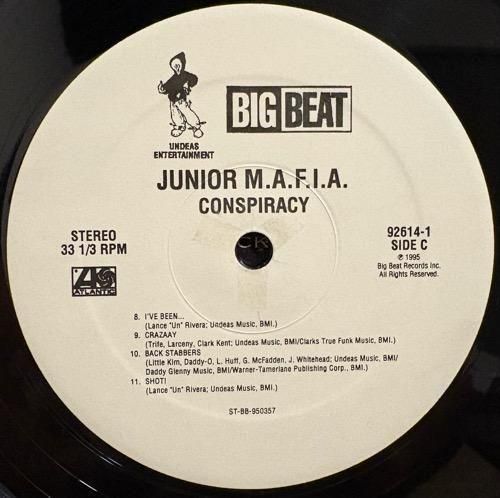 UNDEAS
ENTERTAINMENT
BIG BEAT
JUNIOR M.A.F.I.A.
CONSPIRACY
STEREO
33 1/3 RPM
92614-1
SIDE C
℗ 1995
Big Beat Records Inc.
All Rights Reserved.
ATLANTIC
8. I'VE BEEN...
(Lance "Un" Rivera; Undeas Music, BMI.)
9. CRAZAAY
(Trife, Larceny, Clark Kent; Undeas Music, BMI/Clarks True Funk Music, BMI.)
10. BACK STABBERS
(Little Kim, Daddy-O, L. Huff, G. McFadden, J. Whitehead; Undeas Music, BMI/
Daddy Glenny Music, BMI/Warner-Tamerlane Publishing Corp., BMI.)
11. SHOT!
(Lance "Un" Rivera; Undeas Music, BMI.)
ST-BB-950357